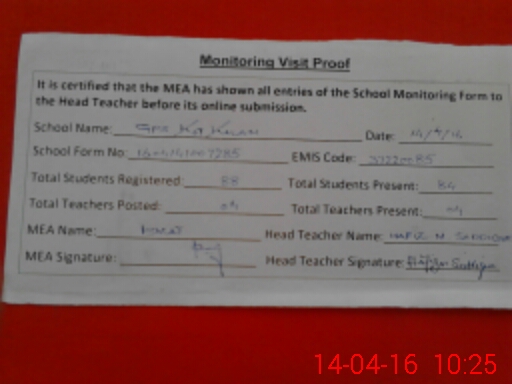 Monitoring Visit Proof
It is certified that the MEA has shown all entries of the School Monitoring Form to
the Head Teacher before its online submission.
School Name: Kalan Date: 14/4/16
School Form No: EMIS Code:
Total Students Registered: 88 Total Students Present: 84
Total Teachers Posted: Total Teachers Present:
MEA Name: Head Teacher Name: HAFIZ M.
MEA Signature: Head Teacher Signature:
14-04-16 10:25